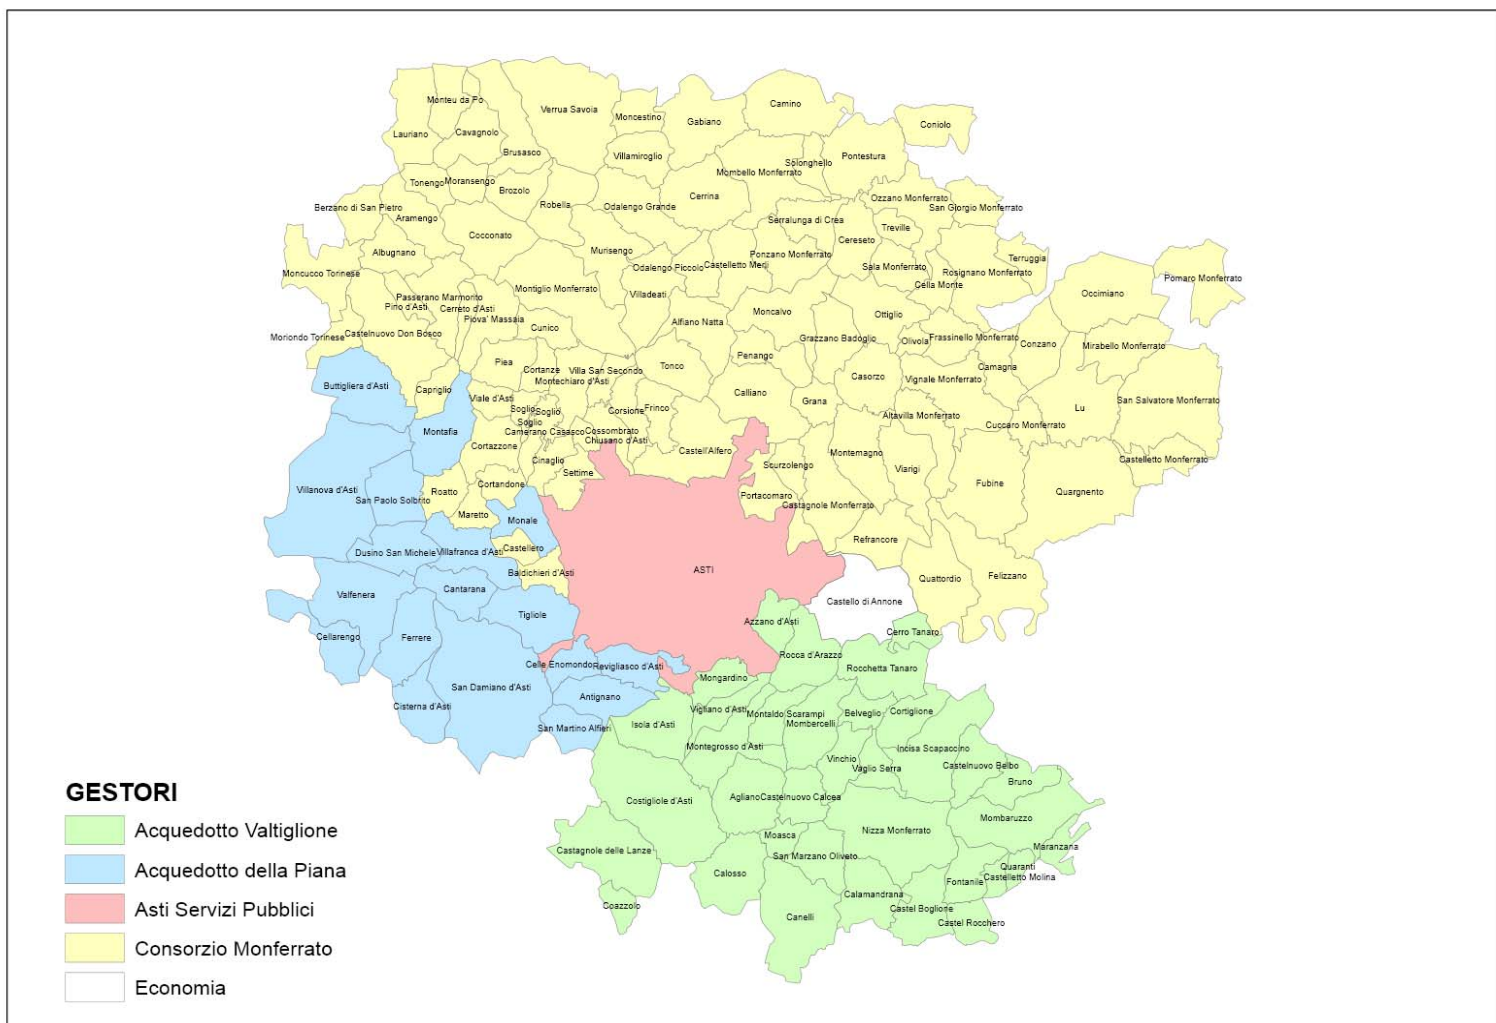 Monteu da Po
Verrua Savoia
Camino
Moncestino
Gabiano
Coniolo
Lauriano
Cavagnolo
Brusasco
Villamiroglio
Solonghello
Pontestura
Mombello Monferrato
Tonengo
Moransengo
Brozolo
Cerrina
Ozzano Monferrato
Berzano di San Pietro
Robella
Odalengo Grande
San Giorgio Monferrato
Aramengo
Serralunga di Crea
Treville
Cocconato
Cereseto
Albugnano
Murisengo
Ponzano Monferrato
Terruggia
Moncucco Torinese
Odalengo Piccolo
Castelletto Merli
Sala Monferrato
Rosignano Monferrato
Pomaro Monferrato
Cella Monte
Montiglio Monferrato
Villadeati
Occimiano
Passerano Marmorito
Pino d'Asti
Cerreto d'Asti
Piova' Massaia
Alfiano Natta
Moncalvo
Ottiglio
Moriondo Torinese
Castelnuovo Don Bosco
Cunico
Grazzano Badoglio
Olivola
Frassinello Monferrato
Conzano
Mirabello Monferrato
Piea
Cortanze
Villa San Secondo
Tonco
Penango
Camagna
Montechiaro d'Asti
Casorzo
Vignale Monferrato
Buttigliera d'Asti
Capriglio
Viale d'Asti
Calliano
Grana
San Salvatore Monferrato
Soglio
Soglio
Soglio
Corsione
Frinco
Altavilla Monferrato
Lu
Cuccaro Monferrato
Montafia
Camerano Casasco
Cossombrato
Chiusano d'Asti
Cortazzone
Castell'Alfero
Montemagno
Cinaglio
Settime
Scurzolengo
Viarigi
Castelletto Monferrato
Villanova d'Asti
San Paolo Solbrito
Roatto
Cortandone
Portacomaro
Castagnole Monferrato
Fubine
Quargnento
Maretto
Monale
Refrancore
Dusino San Michele
Villafranca d'Asti
Castellero
Baldichieri d'Asti
ASTI
Quattordio
Felizzano
Valfenera
Cantarana
Castello di Annone
Tigliole
Azzano d'Asti
Cellarengo
Ferrere
Cerro Tanaro
Celle Enomondo
Revigliasco d'Asti
Rocca d'Arazzo
Rocchetta Tanaro
Mongardino
San Damiano d'Asti
Antignano
Cisterna d'Asti
Vigliano d'Asti
Montaldo Scarampi
Mombercelli
Belveglio
Cortiglione
San Martino Alfieri
Isola d'Asti
Montegrosso d'Asti
Incisa Scapaccino
Vinchio
Vaglio Serra
Castelnuovo Belbo
Bruno
Costigliole d'Asti
Agliano
Castelnuovo Calcea
Mombaruzzo
Moasca
Nizza Monferrato
Castagnole delle Lanze
San Marzano Oliveto
Maranzana
Calosso
Quaranti
Castelletto Molina
Fontanile
Calamandrana
Coazzolo
Canelli
Castel Boglione
Castel Rocchero
GESTORI
Acquedotto Valtiglione
Acquedotto della Piana
Asti Servizi Pubblici
Consorzio Monferrato
Economia